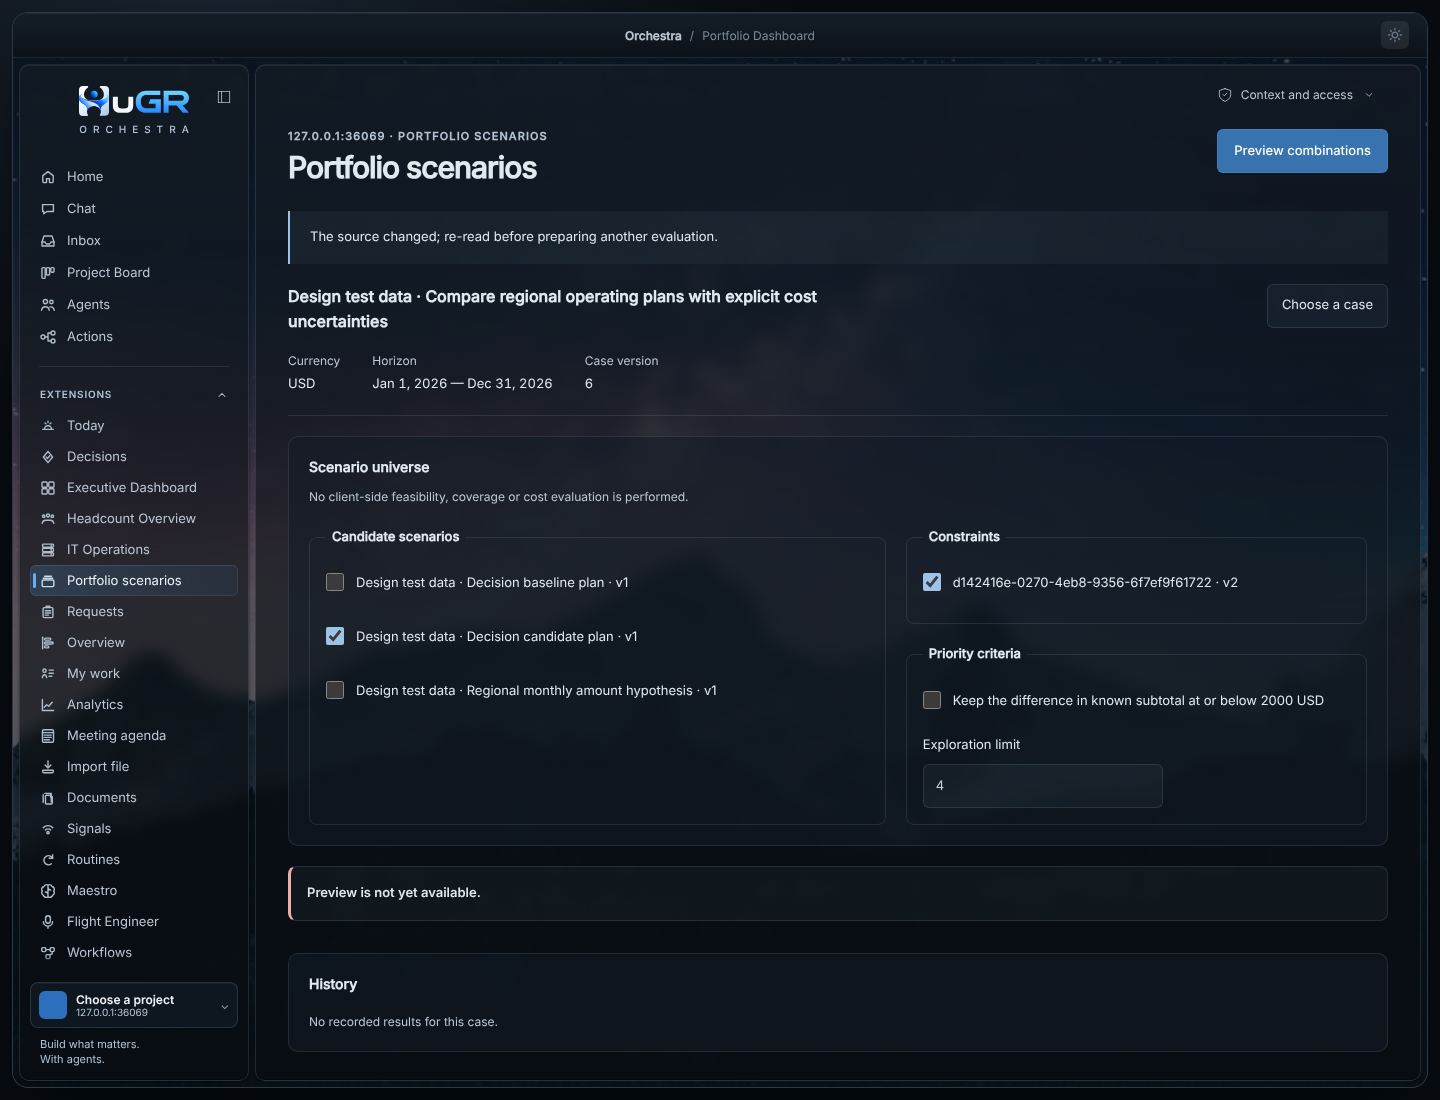 Orchestra / Portfolio Dashboard
HuGR
ORCHESTRA
Home
Chat
Inbox
Project Board
Agents
Actions
EXTENSIONS
Today
Decisions
Executive Dashboard
Headcount Overview
IT Operations
Portfolio scenarios
Requests
Overview
My work
Analytics
Meeting agenda
Import file
Documents
Signals
Routines
Maestro
Flight Engineer
Workflows
Choose a project
127.0.0.1:36069
Build what matters.
With agents.
Context and access
127.0.0.1:36069 · PORTFOLIO SCENARIOS
Portfolio scenarios
Preview combinations
The source changed; re-read before preparing another evaluation.
Design test data · Compare regional operating plans with explicit cost
uncertainties
Choose a case
Currency Horizon Case version
USD Jan 1, 2026 — Dec 31, 2026 6
Scenario universe
No client-side feasibility, coverage or cost evaluation is performed.
Candidate scenarios
Design test data · Decision baseline plan · v1
Design test data · Decision candidate plan · v1
Design test data · Regional monthly amount hypothesis · v1
Constraints
d142416e-0270-4eb8-9356-6f7ef9f61722 · v2
Priority criteria
Keep the difference in known subtotal at or below 2000 USD
Exploration limit
4
Preview is not yet available.
History
No recorded results for this case.